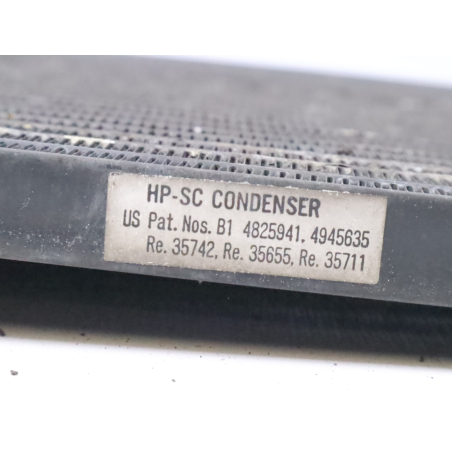 HP-SC CONDENSER
US Pat. Nos. B1 4825941, 4945635
Re. 35742, Re. 35655, Re. 35711